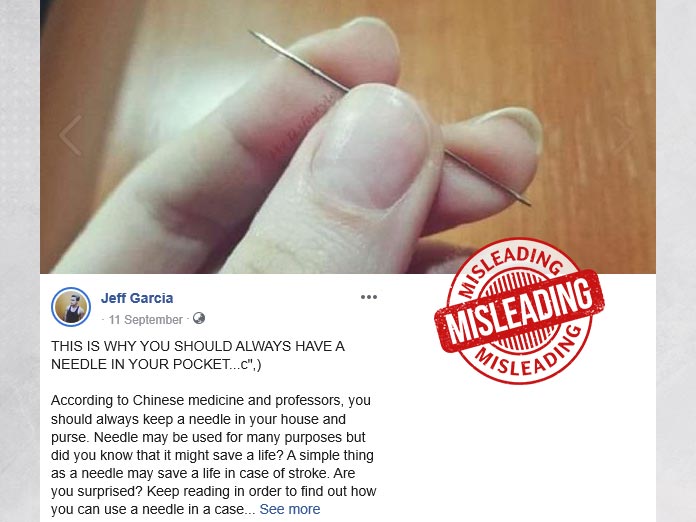 Jeff Garcia
· 11 September ·
THIS IS WHY YOU SHOULD ALWAYS HAVE A
NEEDLE IN YOUR POCKET...c",)
According to Chinese medicine and professors, you
should always keep a needle in your house and
purse. Needle may be used for many purposes but
did you know that it might save a life? A simple thing
as a needle may save a life in case of stroke. Are
you surprised? Keep reading in order to find out how
you can use a needle in a case... See more
MISLEADING
MISLEADING
MISLEADING